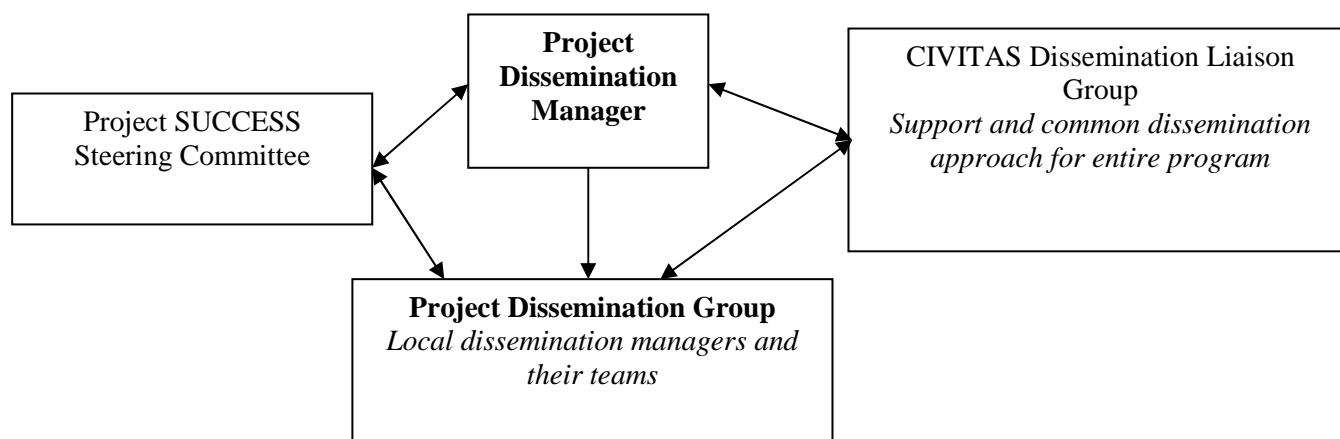 Project
Dissemination
Manager
CIVITAS Dissemination Liaison
Group
Support and common dissemination
approach for entire program
Project SUCCESS
Steering Committee
Project Dissemination Group
Local dissemination managers and
their teams